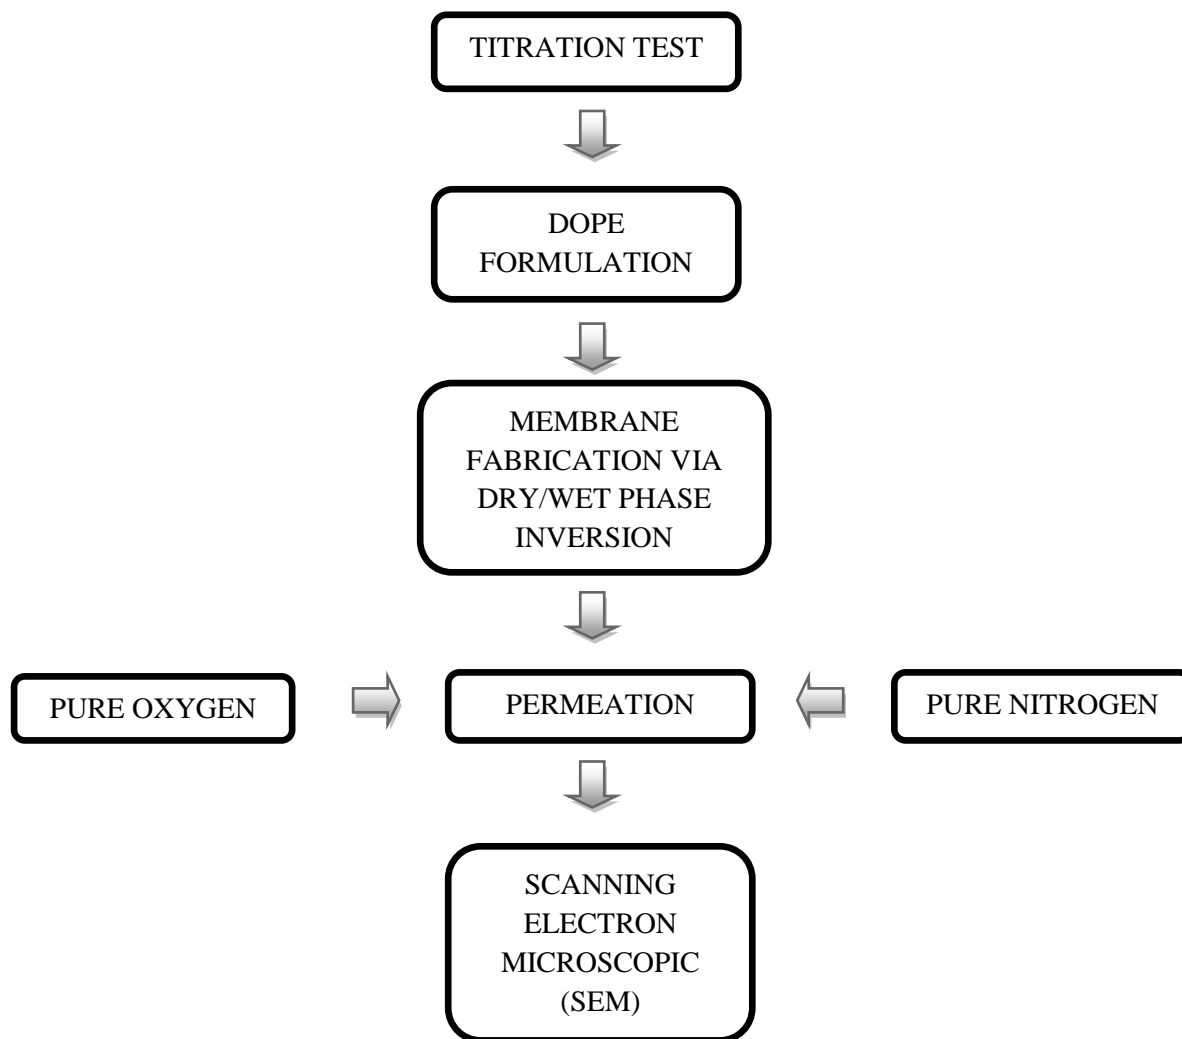 TITRATION TEST
DOPE
FORMULATION
MEMBRANE
FABRICATION VIA
DRY/WET PHASE
INVERSION
PURE OXYGEN
PERMEATION
PURE NITROGEN
SCANNING
ELECTRON
MICROSCOPIC
(SEM)